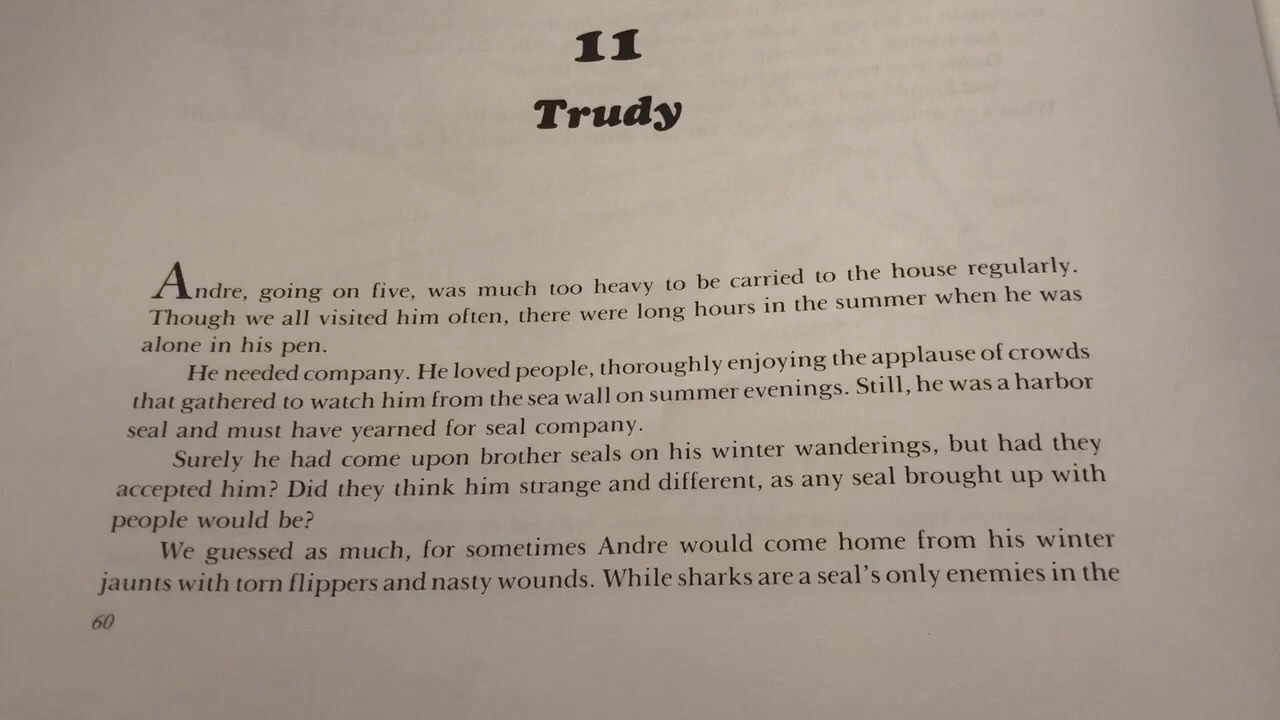 11
Trudy
Andre, going on five, was much too heavy to be carried to the house regularly.
Though we all visited him often, there were long hours in the summer when he was
alone in his pen.
He needed company. He loved people, thoroughly enjoying the applause of crowds
that gathered to watch him from the sea wall on summer evenings. Still, he was a harbor
seal and must have yearned for seal company.
Surely he had come upon brother seals on his winter wanderings, but had they
accepted him? Did they think him strange and different, as any seal brought up with
people would be?
We guessed as much, for sometimes Andre would come home from his winter
jaunts with torn flippers and nasty wounds. While sharks are a seal's only enemies in the
60